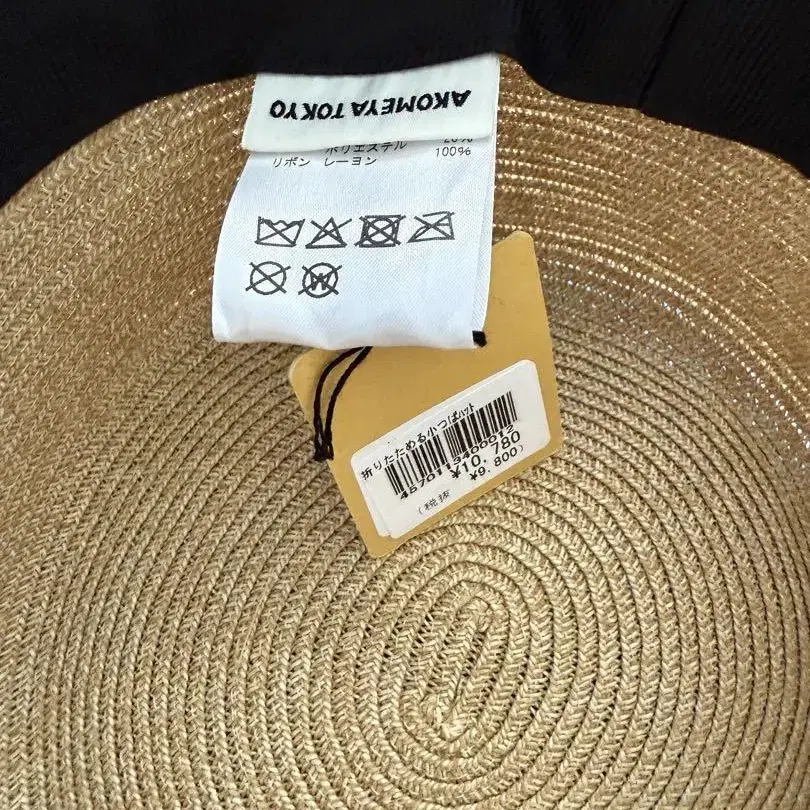 AKOMEYA TOKYO
ポリエステル 20%
リボン レーヨン 100%
折りたためる小つばハット
4570113400012
¥10,780
(税抜 ¥9,800)